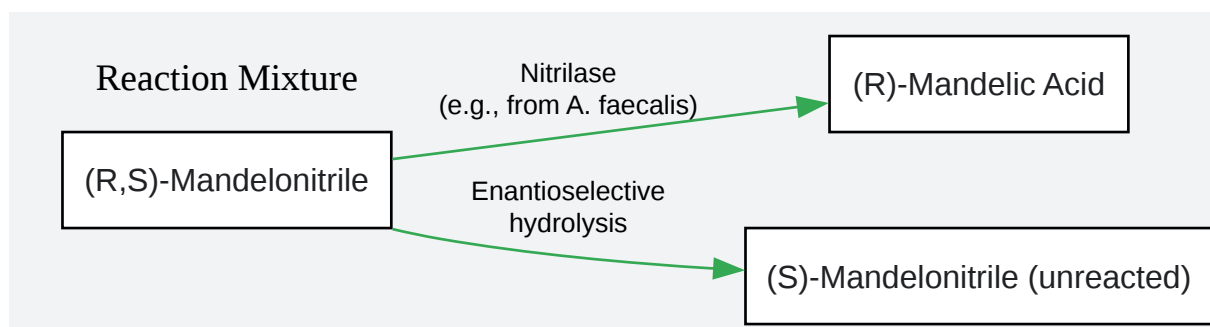 Reaction Mixture
(R,S)-Mandelonitrile
Nitrilase
(e.g., from A. faecalis)
(R)-Mandelic Acid
Enantioselective
hydrolysis
(S)-Mandelonitrile (unreacted)